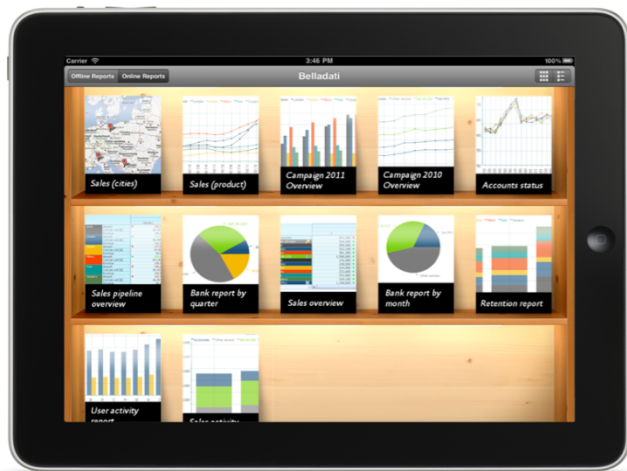 Carrier
3:46 PM
100%
Offline Reports
Online Reports
Belladati
Sales (cities)
Sales (product)
Campaign 2011
Overview
Campaign 2010
Overview
Accounts status
Sales pipeline
overview
Bank report by
quarter
Sales overview
Bank report by
month
Retention report
User activity
report
Sales activity